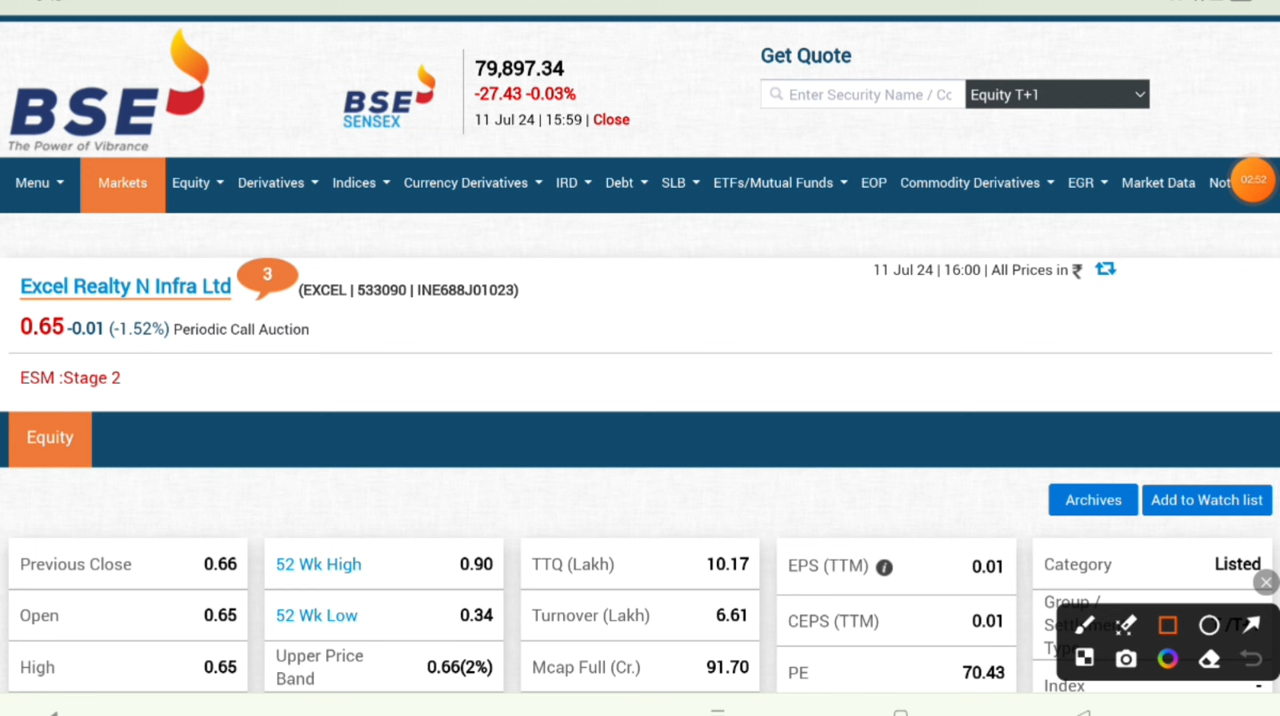 BSE
The Power of Vibrance
BSE
SENSEX
79,897.34
-27.43 -0.03%
11 Jul 24 | 15:59 | Close
Get Quote
Enter Security Name / Cc
Equity T+1
Menu Markets Equity Derivatives Indices Currency Derivatives IRD Debt SLB ETFs/Mutual Funds EOP Commodity Derivatives EGR Market Data Not
02:52
Excel Realty N Infra Ltd 3 (EXCEL | 533090 | INE688J01023)
11 Jul 24 | 16:00 | All Prices in ₹
0.65 -0.01 (-1.52%) Periodic Call Auction
ESM :Stage 2
Equity
Archives Add to Watch list
Previous Close 0.66
Open 0.65
High 0.65
52 Wk High 0.90
52 Wk Low 0.34
Upper Price
Band 0.66(2%)
TTQ (Lakh) 10.17
Turnover (Lakh) 6.61
Mcap Full (Cr.) 91.70
EPS (TTM) 0.01
CEPS (TTM) 0.01
PE 70.43
Category Listed
Group /
Index -